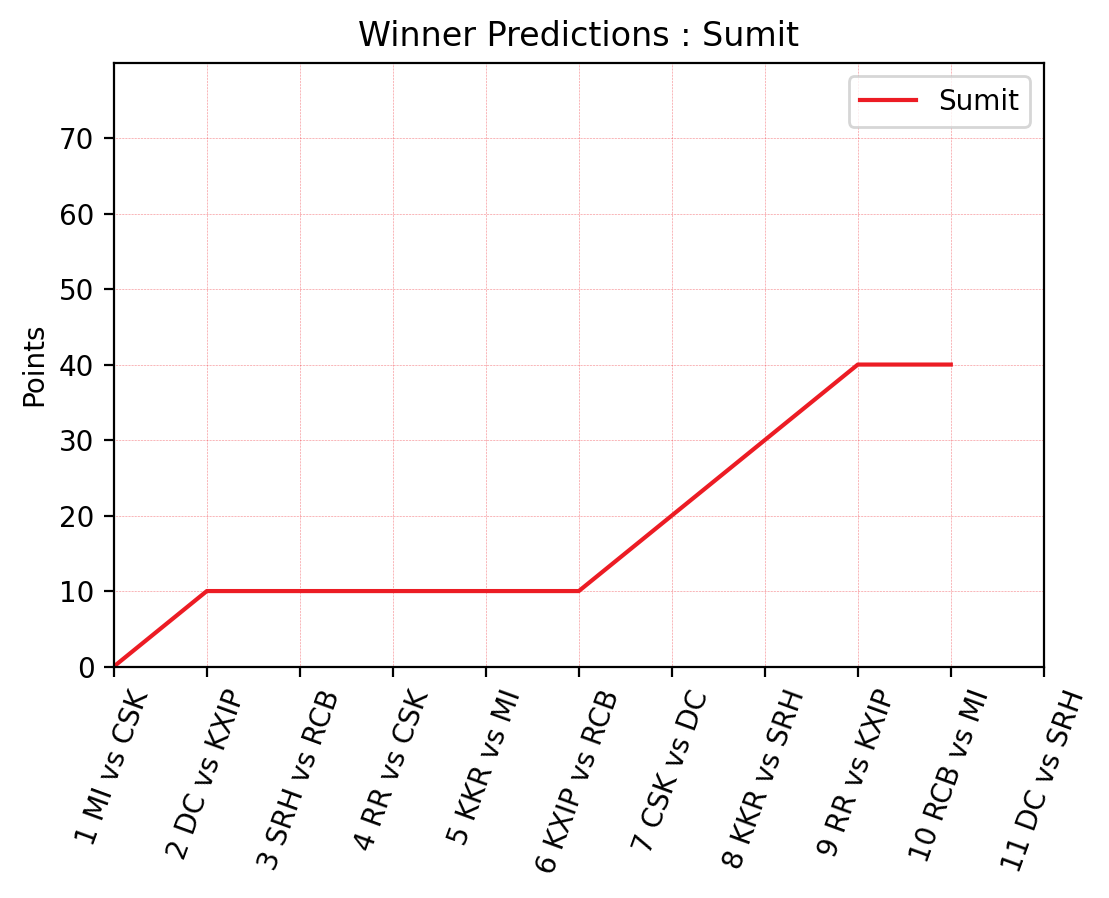 Winner Predictions : Sumit
Sumit
Points
70
60
50
40
30
20
10
0
1 MI vs CSK
2 DC vs KXIP
3 SRH vs RCB
4 RR vs CSK
5 KKR vs MI
6 KXIP vs RCB
7 CSK vs DC
8 KKR vs SRH
9 RR vs KXIP
10 RCB vs MI
11 DC vs SRH